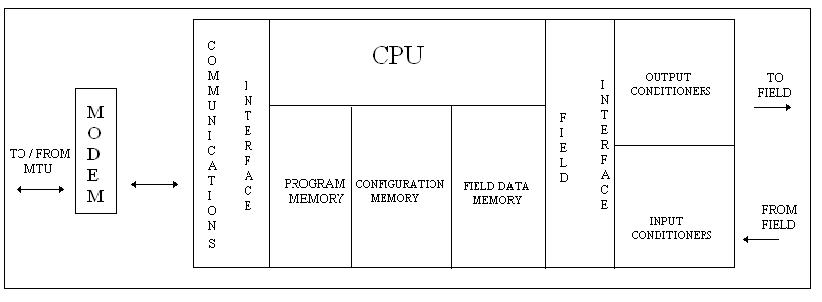 TO / FROM
MTU
MODEM
COMMUNICATIONS
INTERFACE
CPU
PROGRAM
MEMORY
CONFIGURATION
MEMORY
FIELD DATA
MEMORY
FIELD
INTERFACE
OUTPUT
CONDITIONERS
INPUT
CONDITIONERS
TO
FIELD
FROM
FIELD